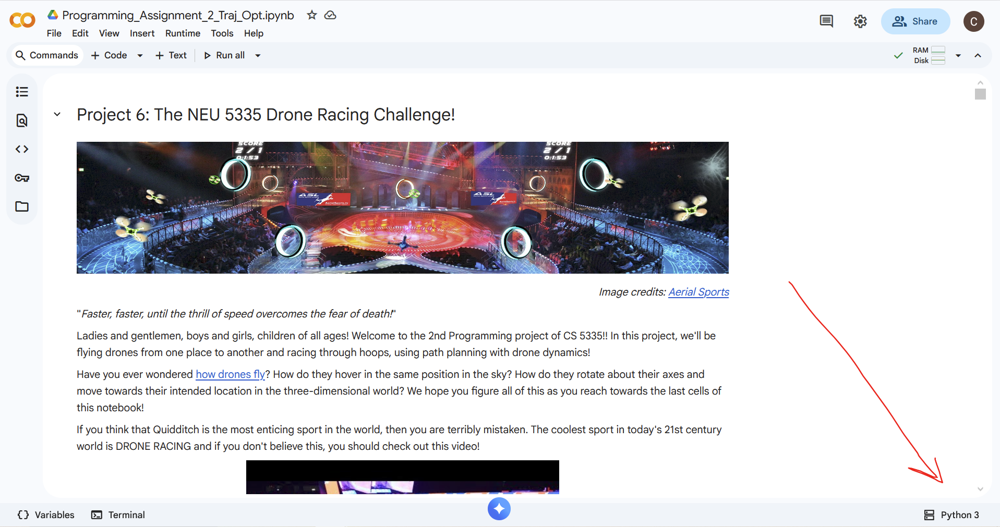 Programming_Assignment_2_Traj_Opt.ipynb
File Edit View Insert Runtime Tools Help
Share
C
Commands + Code + Text Run all
RAM
Disk
Project 6: The NEU 5335 Drone Racing Challenge!
SCORE
2 / 1
0:1:53
SCORE
2 / 1
0:1:53
ASL
AerialSports.tv
ASL
Image credits: Aerial Sports
"Faster, faster, until the thrill of speed overcomes the fear of death!"
Ladies and gentlemen, boys and girls, children of all ages! Welcome to the 2nd Programming project of CS 5335!! In this project, we'll be
flying drones from one place to another and racing through hoops, using path planning with drone dynamics!
Have you ever wondered how drones fly? How do they hover in the same position in the sky? How do they rotate about their axes and
move towards their intended location in the three-dimensional world? We hope you figure all of this as you reach towards the last cells of
this notebook!
If you think that Quidditch is the most enticing sport in the world, then you are terribly mistaken. The coolest sport in today's 21st century
world is DRONE RACING and if you don't believe this, you should check out this video!
Variables Terminal
Python 3